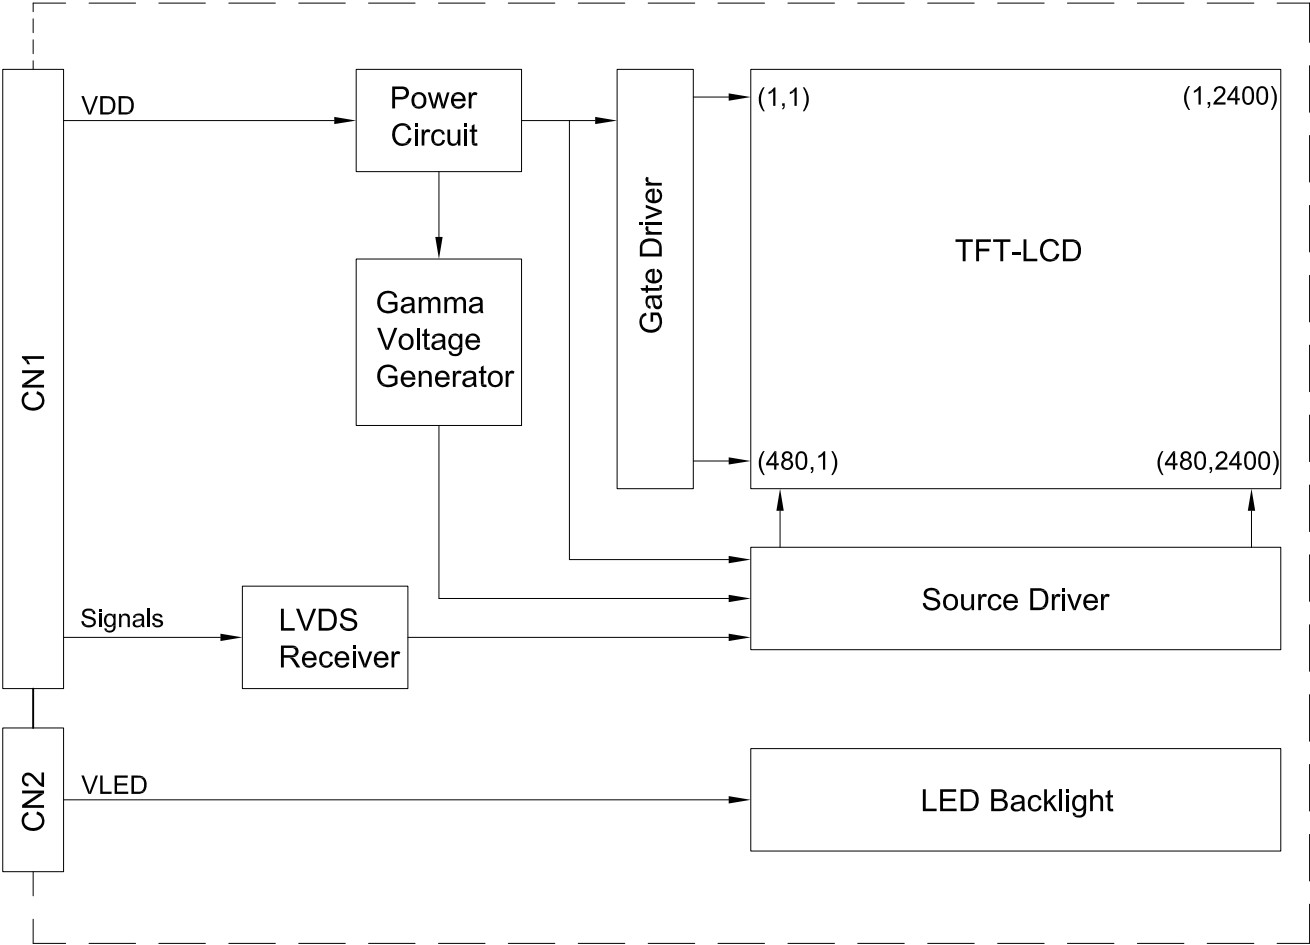 CN1
VDD
Power
Circuit
Gamma
Voltage
Generator
Gate Driver
(1,1)
(1,2400)
TFT-LCD
(480,1)
(480,2400)
Signals
LVDS
Receiver
Source Driver
CN2
VLED
LED Backlight